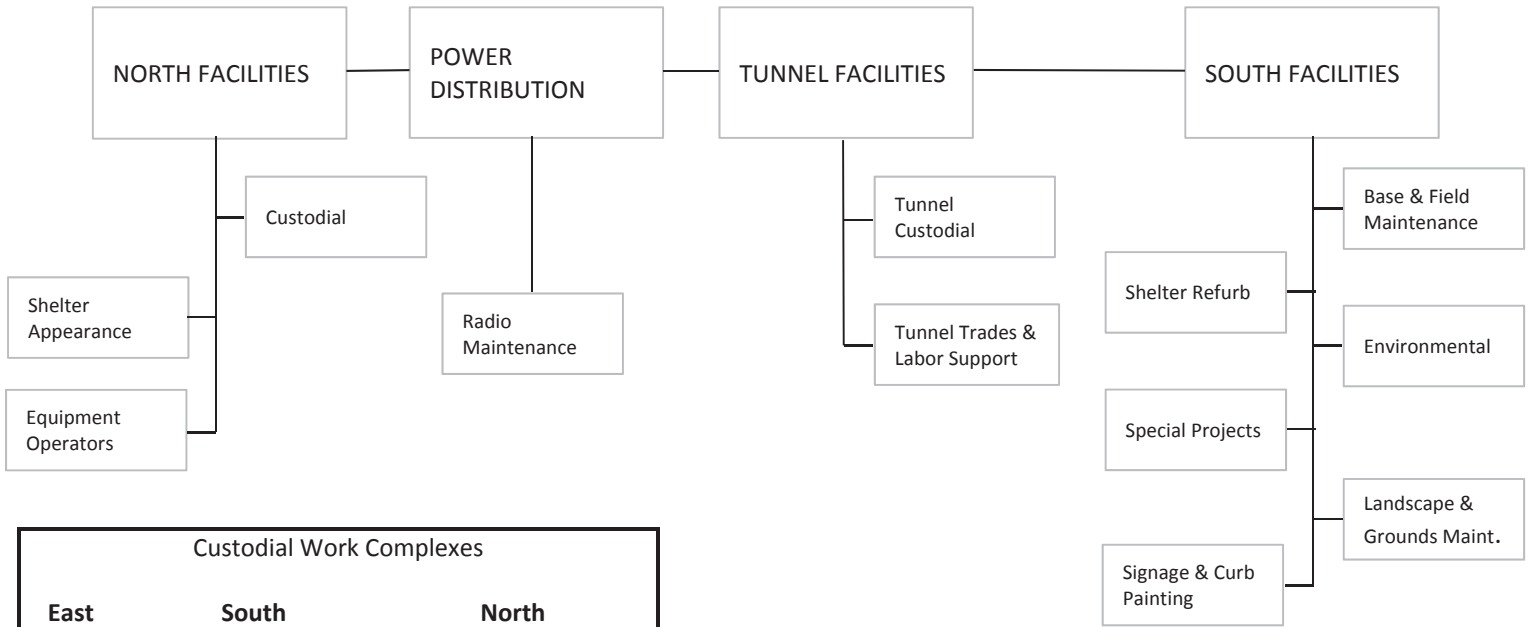 NORTH FACILITIES
POWER
DISTRIBUTION
TUNNEL FACILITIES
SOUTH FACILITIES
Custodial
Shelter
Appearance
Equipment
Operators
Radio
Maintenance
Tunnel
Custodial
Tunnel Trades &
Labor Support
Base & Field
Maintenance
Shelter Refurb
Environmental
Special Projects
Landscape &
Grounds Maint.
Signage & Curb
Painting
Custodial Work Complexes
East South North